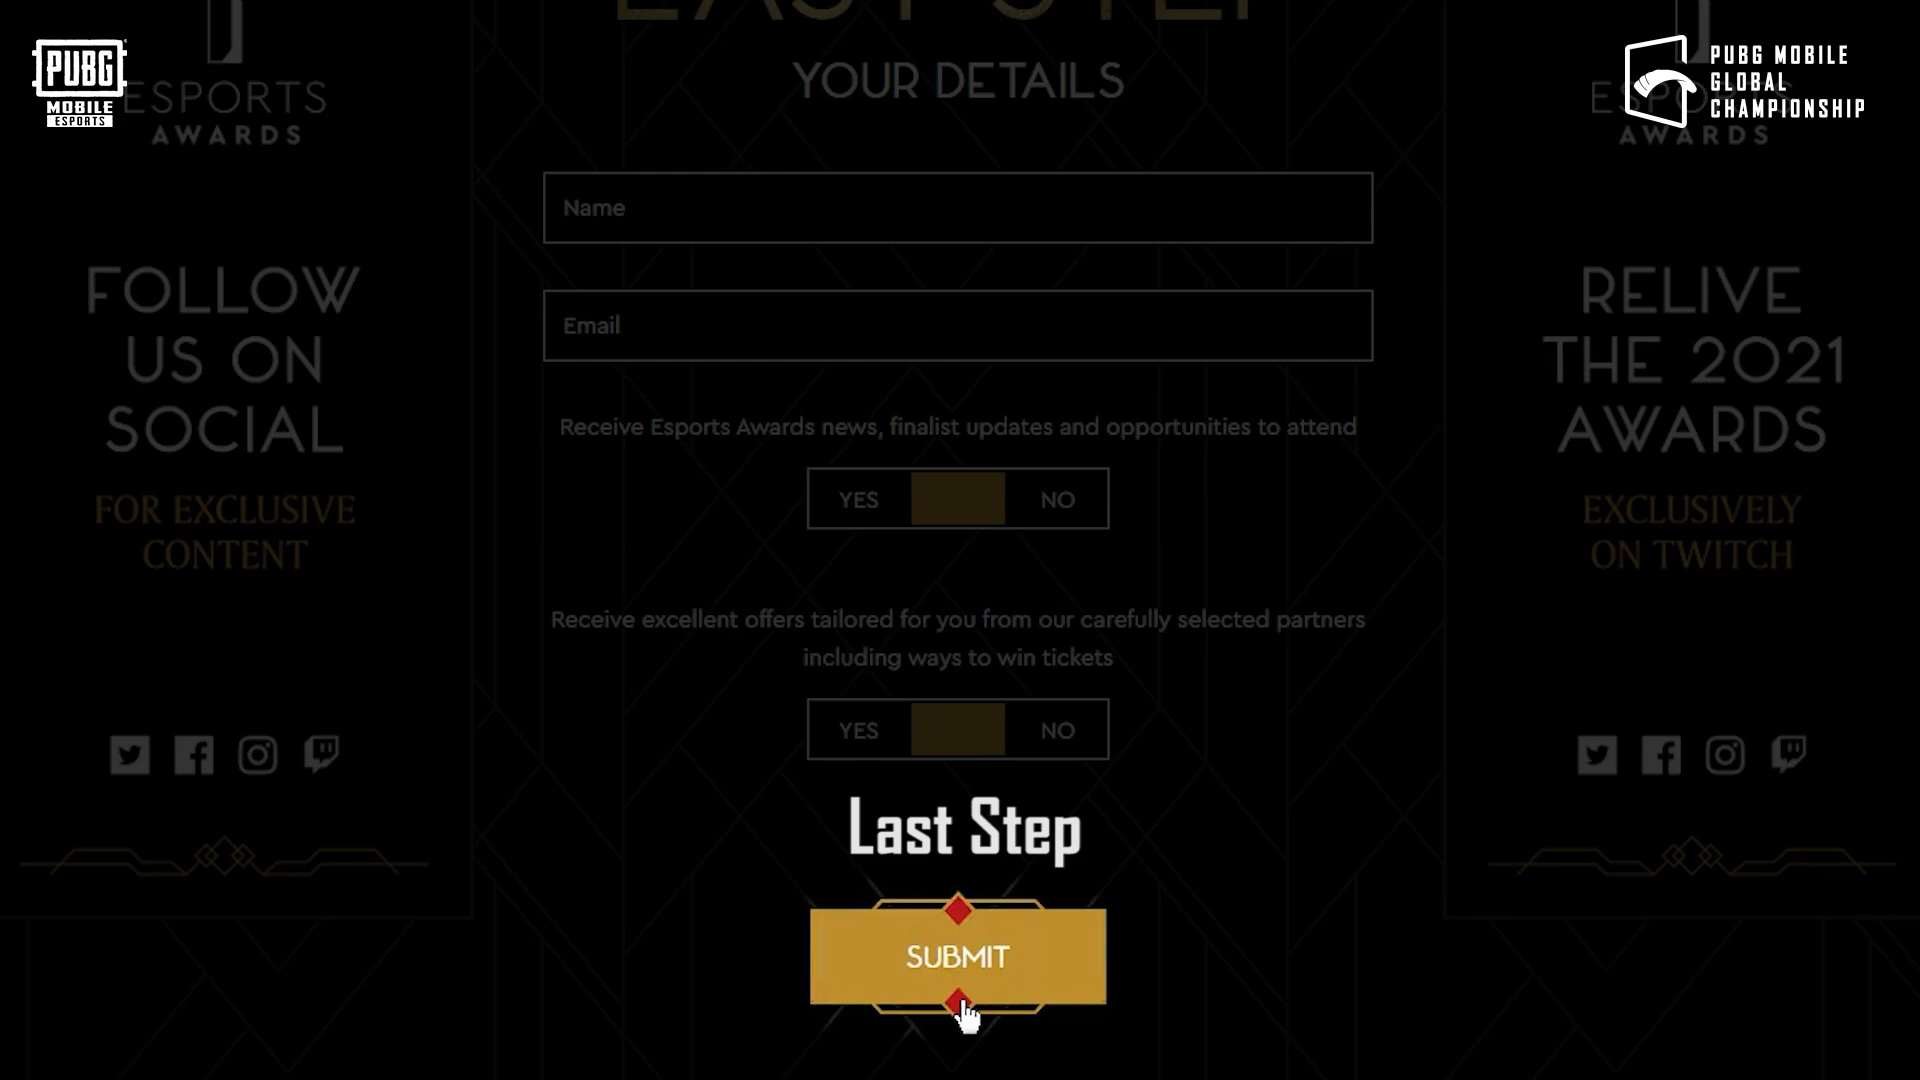 LAST STEP
YOUR DETAILS
PUBG
MOBILE
ESPORTS
ESPORTS
AWARDS
PUBG MOBILE
GLOBAL
CHAMPIONSHIP
AWARDS
Name
Email
FOLLOW
US ON
SOCIAL
FOR EXCLUSIVE
CONTENT
Receive Esports Awards news, finalist updates and opportunities to attend
YES
NO
Receive excellent offers tailored for you from our carefully selected partners
including ways to win tickets
YES
NO
RELIVE
THE 2021
AWARDS
EXCLUSIVELY
ON TWITCH
Last Step
SUBMIT